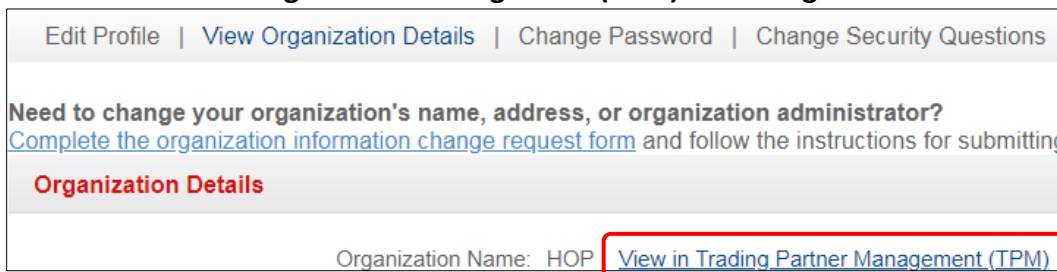 Edit Profile | View Organization Details | Change Password | Change Security Questions
Need to change your organization's name, address, or organization administrator?
Complete the organization information change request form and follow the instructions for submitting
Organization Details
Organization Name: HOP View in Trading Partner Management (TPM)